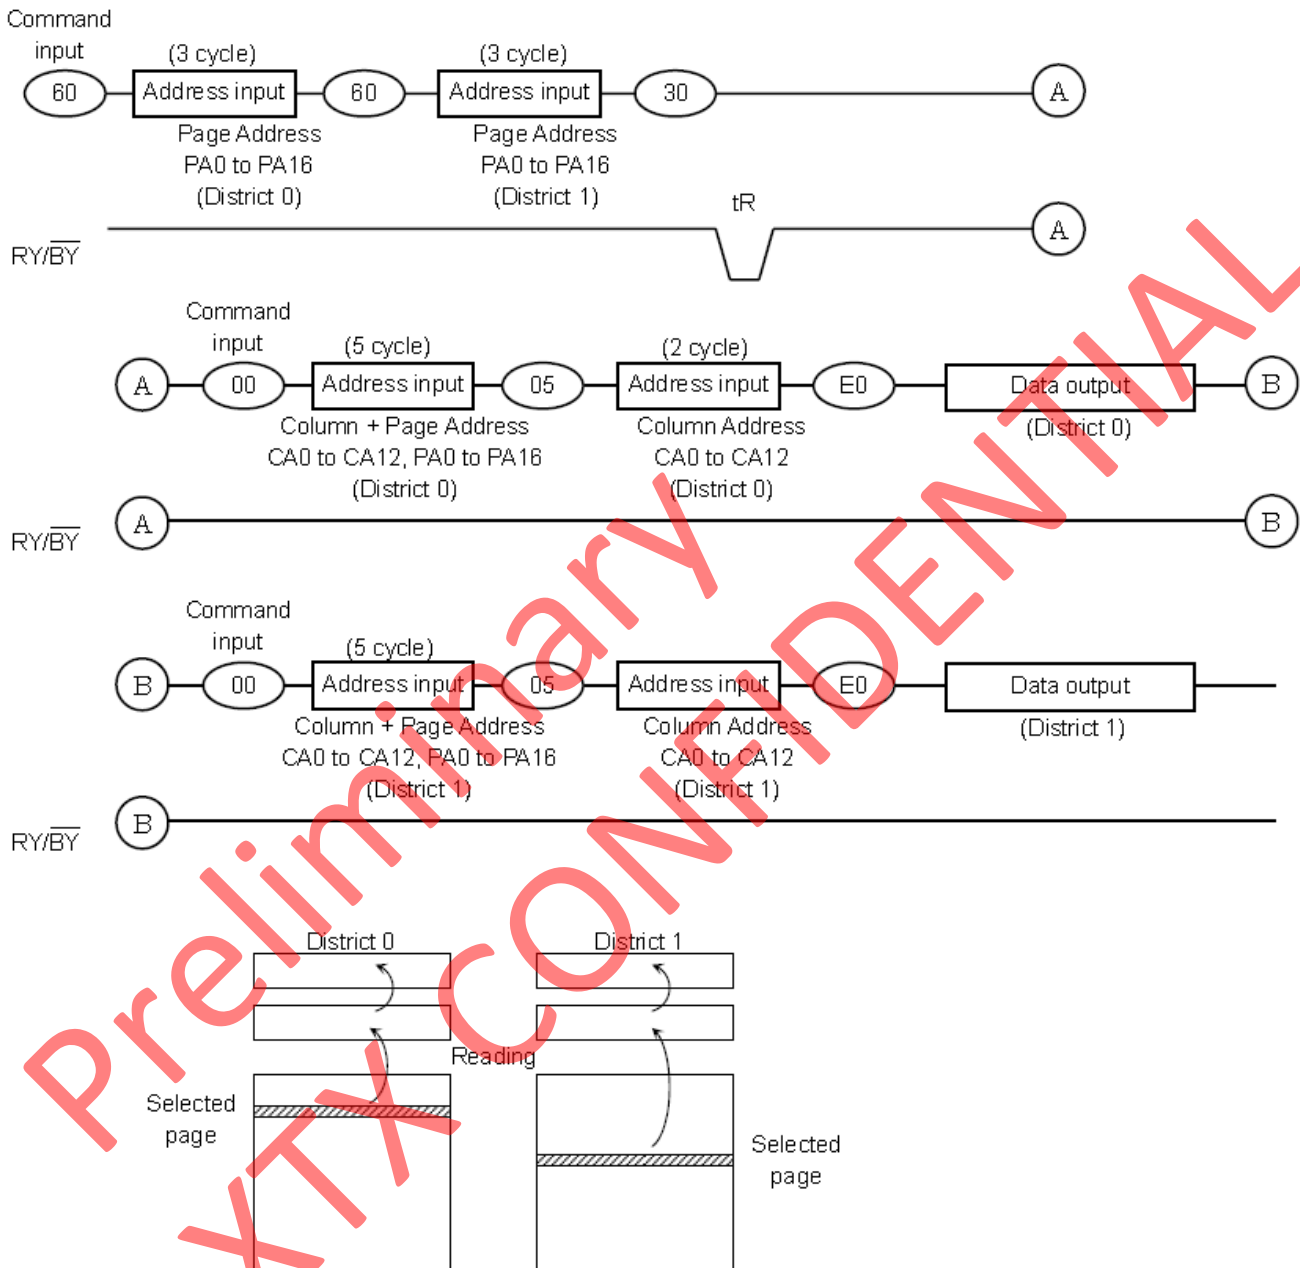 Command
input
(3 cycle) (3 cycle)
60 Address input 60 Address input 30 A
Page Address Page Address
PA0 to PA16 PA0 to PA16
(District 0) (District 1)
tR
RY/BY A
Command
input
(5 cycle) (2 cycle)
A 00 Address input 05 Address input E0 Data output B
Column + Page Address Column Address (District 0)
CA0 to CA12, PA0 to PA16 CA0 to CA12
(District 0) (District 0)
RY/BY A B
Command
input
(5 cycle)
B 00 Address input 05 Address input E0 Data output
Column + Page Address Column Address (District 1)
CA0 to CA12, PA0 to PA16 CA0 to CA12
(District 1) (District 1)
RY/BY B
District 0 District 1
Reading
Selected
page
Selected
page
Preliminary
XTX CONFIDENTIAL